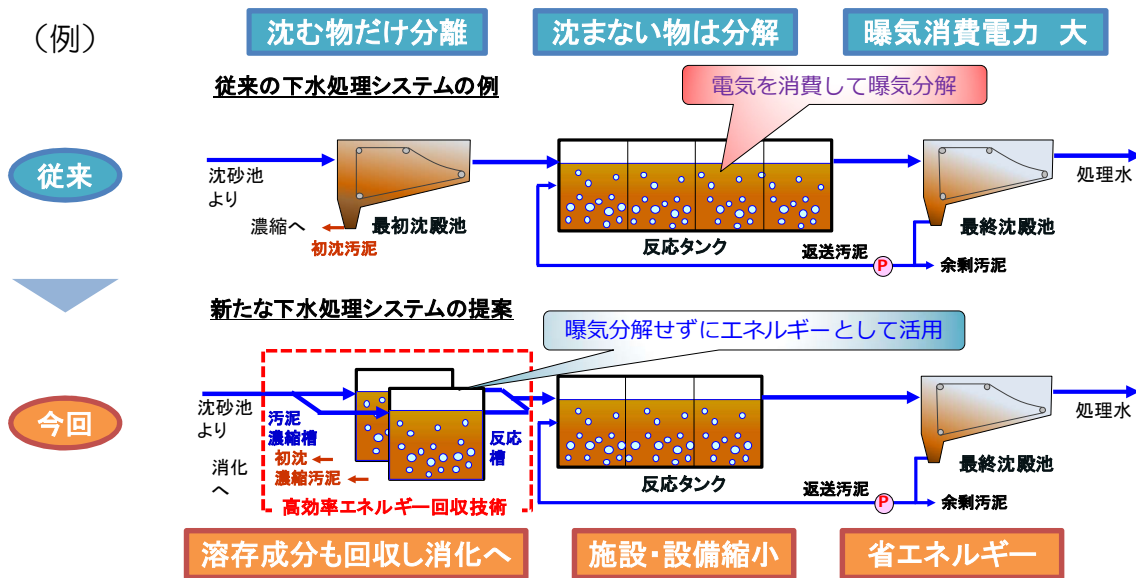 （例）
沈む物だけ分離
沈まない物は分解
曝気消費電力 大
従来の下水処理システムの例
電気を消費して曝気分解
従来
沈砂池
より
濃縮へ
初沈汚泥
最初沈殿池
反応タンク
返送汚泥
P
最終沈殿池
余剰汚泥
処理水
新たな下水処理システムの提案
曝気分解せずにエネルギーとして活用
今回
沈砂池
より
消化
へ
汚泥
濃縮槽
初沈
濃縮汚泥
反応
槽
高効率エネルギー回収技術
反応タンク
返送汚泥
P
最終沈殿池
余剰汚泥
処理水
溶存成分も回収し消化へ
施設・設備縮小
省エネルギー